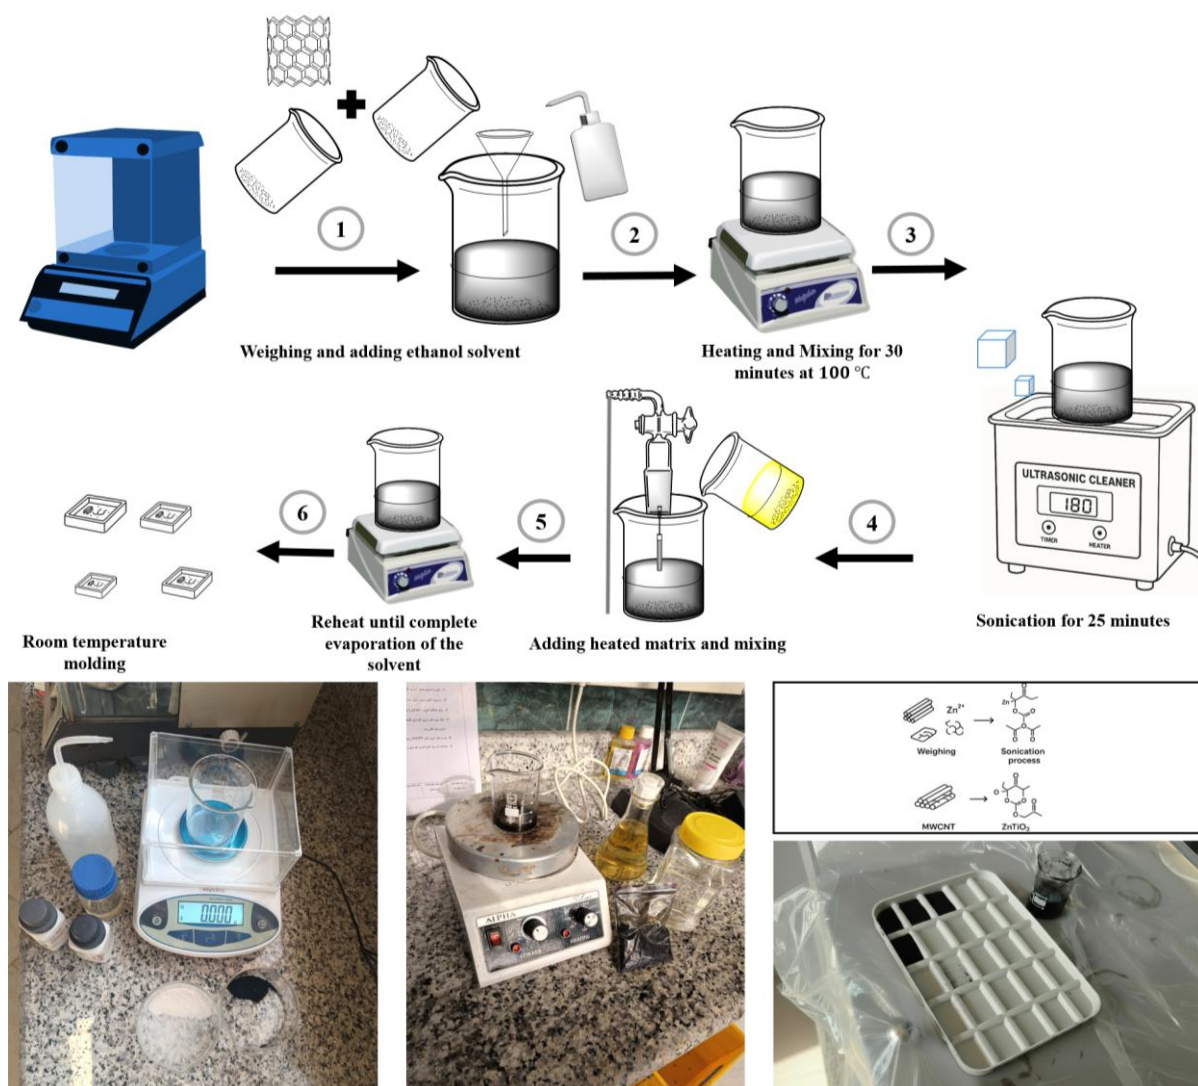 1
2
3
Weighing and adding ethanol solvent
Heating and Mixing for 30
minutes at 100 °C
ULTRASONIC CLEANER
180
TIMER
HEATER
Sonication for 25 minutes
4
5
6
Adding heated matrix and mixing
Reheat until complete
evaporation of the
solvent
Room temperature
molding
0.000
ALPHA
HEATING
Zn2+
Weighing
Zn
O
O
O
O
O
O
Sonication
process
MWCNT
O
O
O
O
O
O
ZnTiO3